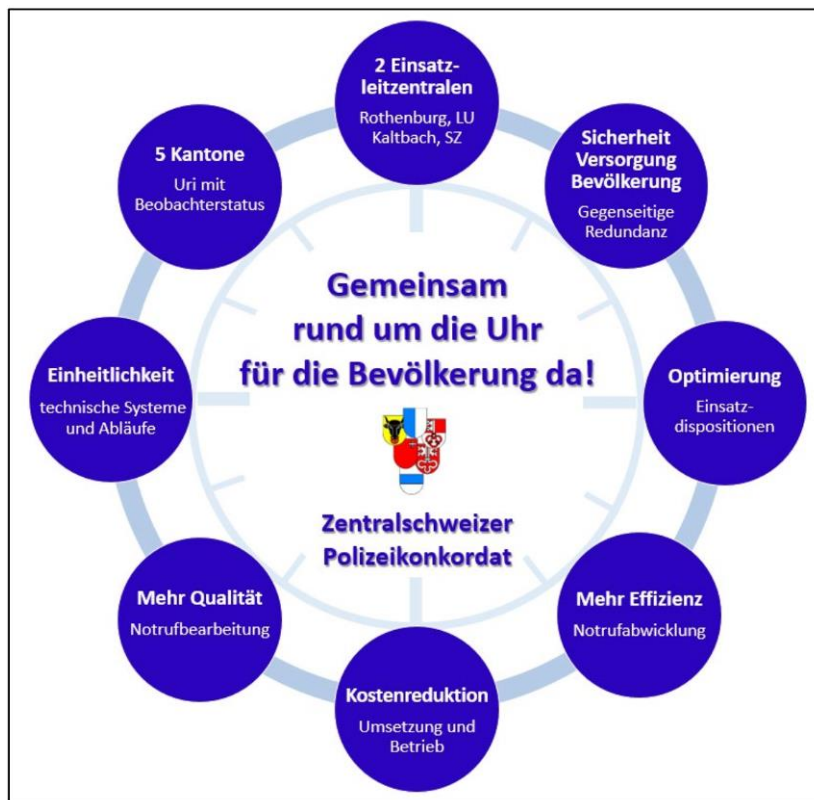 2 Einsatz-
leitzentralen
Rothenburg, LU
Kaltbach, SZ
Sicherheit
Versorgung
Bevölkerung
Gegenseitige
Redundanz
Optimierung
Einsatz-
dispositionen
Mehr Effizienz
Notrufabwicklung
Kostenreduktion
Umsetzung und
Betrieb
Mehr Qualität
Notrufbearbeitung
Einheitlichkeit
technische Systeme
und Abläufe
5 Kantone
Uri mit
Beobachterstatus
Gemeinsam
rund um die Uhr
für die Bevölkerung da!
Zentralschweizer
Polizeikonkordat